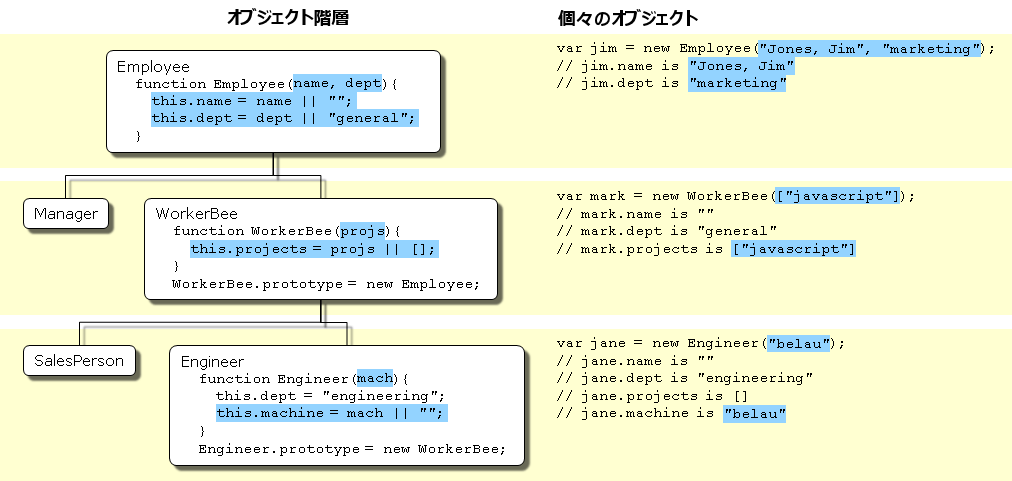 オブジェクト階層
個々のオブジェクト
Employee
function Employee(name, dept){
this.name = name || "";
this.dept = dept || "general";
}
var jim = new Employee("Jones, Jim", "marketing");
// jim.name is "Jones, Jim"
// jim.dept is "marketing"
Manager
WorkerBee
function WorkerBee(projs){
this.projects = projs || [];
}
WorkerBee.prototype = new Employee;
var mark = new WorkerBee(["javascript"]);
// mark.name is ""
// mark.dept is "general"
// mark.projects is ["javascript"]
SalesPerson
Engineer
function Engineer(mach){
this.dept = "engineering";
this.machine = mach || "";
}
Engineer.prototype = new WorkerBee;
var jane = new Engineer("belau");
// jane.name is ""
// jane.dept is "engineering"
// jane.projects is []
// jane.machine is "belau"